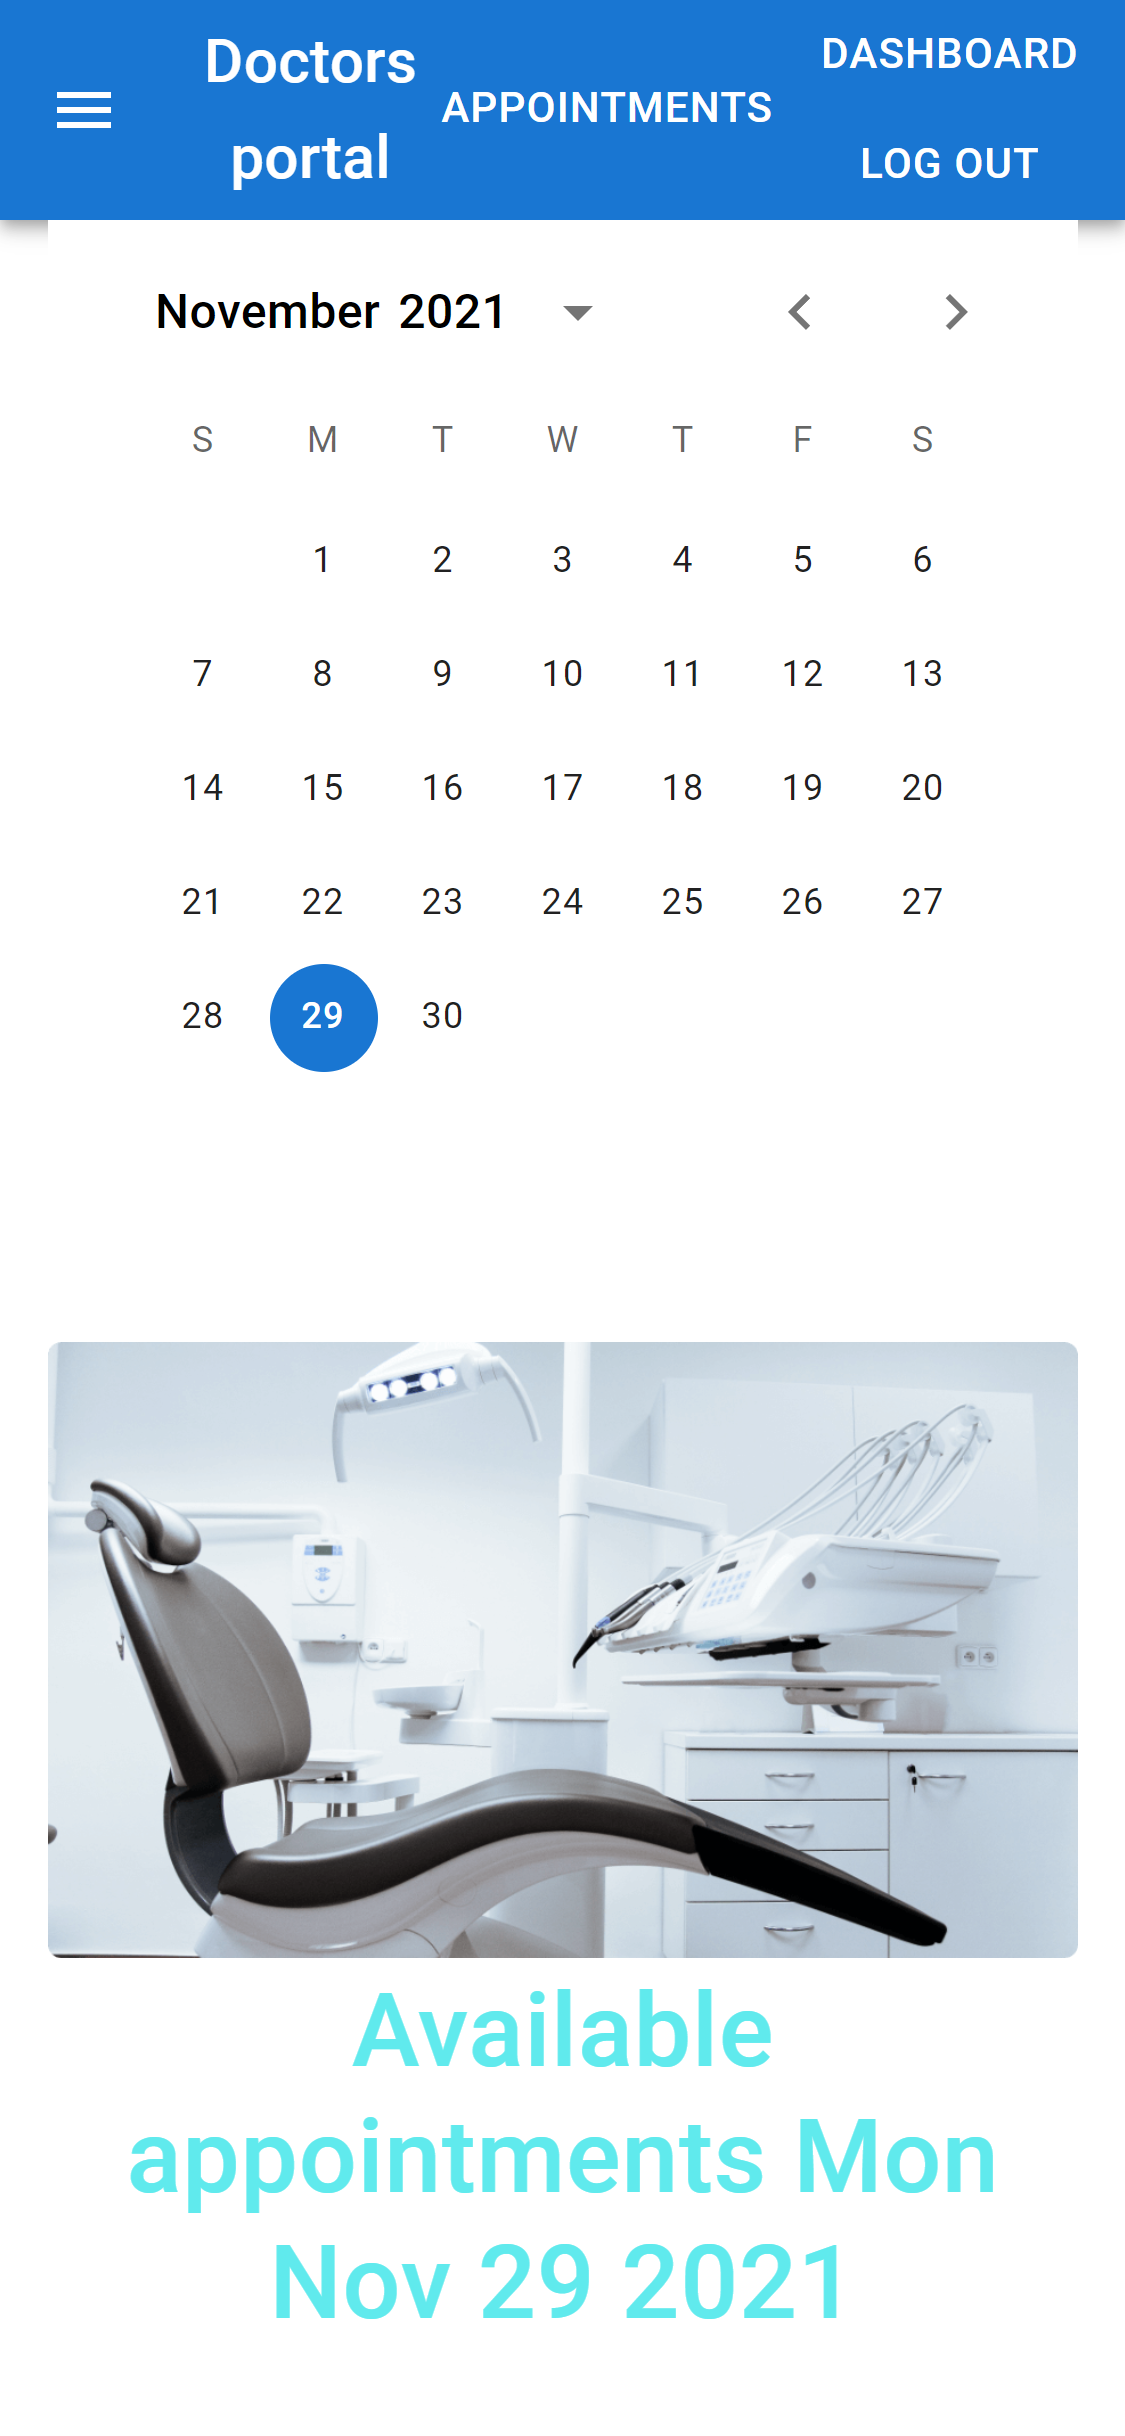 Doctors
portal
APPOINTMENTS
DASHBOARD
LOG OUT
November 2021
S M T W T F S
1 2 3 4 5 6
7 8 9 10 11 12 13
14 15 16 17 18 19 20
21 22 23 24 25 26 27
28 29 30
Available
appointments Mon
Nov 29 2021